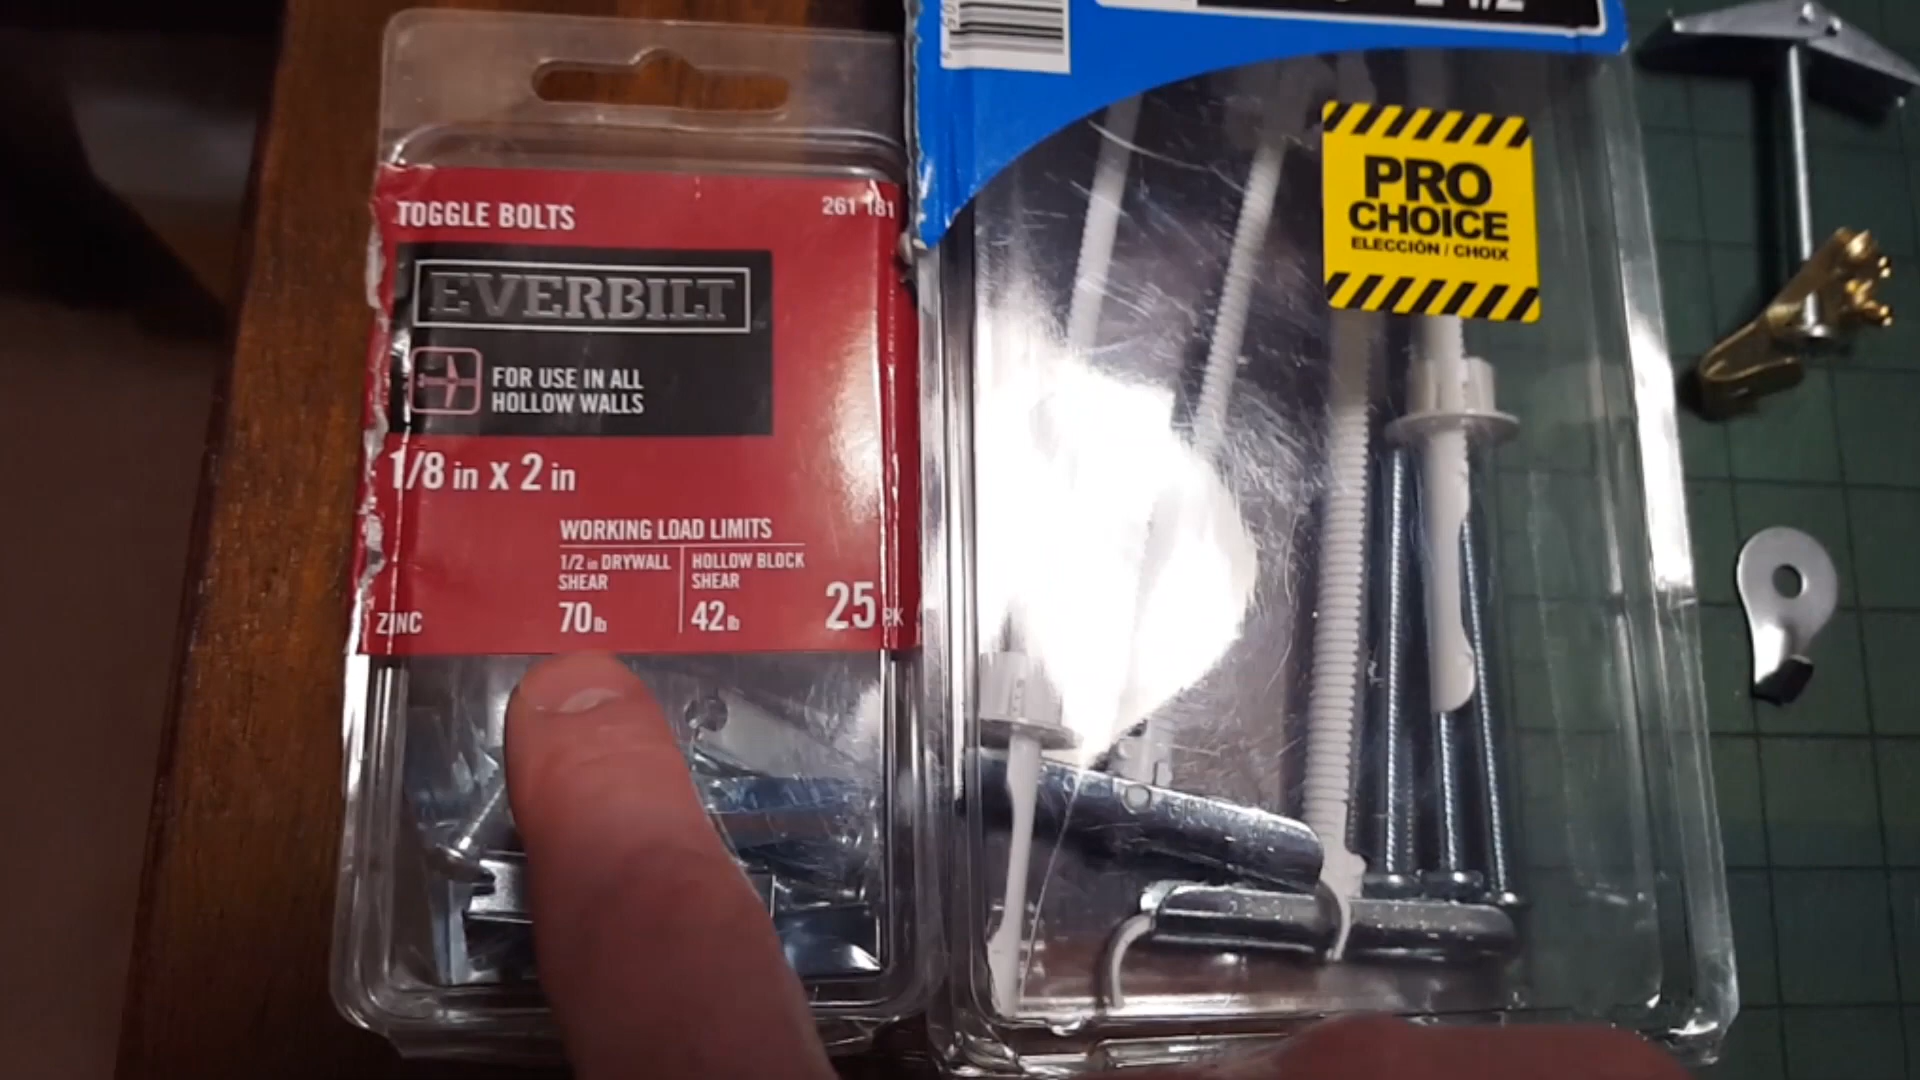 TOGGLE BOLTS
261 181
EVERBILT
FOR USE IN ALL
HOLLOW WALLS
1/8 in x 2 in
WORKING LOAD LIMITS
1/2 in DRYWALL
SHEAR
70 lb
HOLLOW BLOCK
SHEAR
42 lb
ZINC
25 PK
PRO
CHOICE
ELECCIÓN / CHOIX